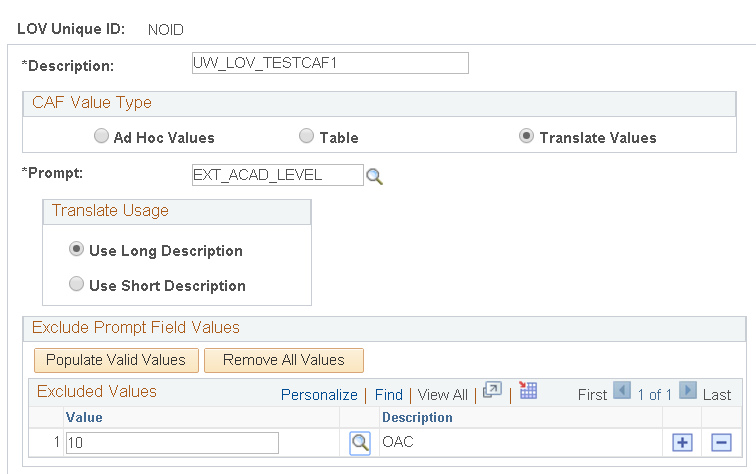 LOV Unique ID: NOID
*Description: UW_LOV_TESTCAF1
CAF Value Type
Ad Hoc Values Table Translate Values
*Prompt: EXT_ACAD_LEVEL
Translate Usage
Use Long Description
Use Short Description
Exclude Prompt Field Values
Populate Valid Values Remove All Values
Excluded Values Personalize | Find | View All | | First 1 of 1 Last
Value Description
1 10 OAC